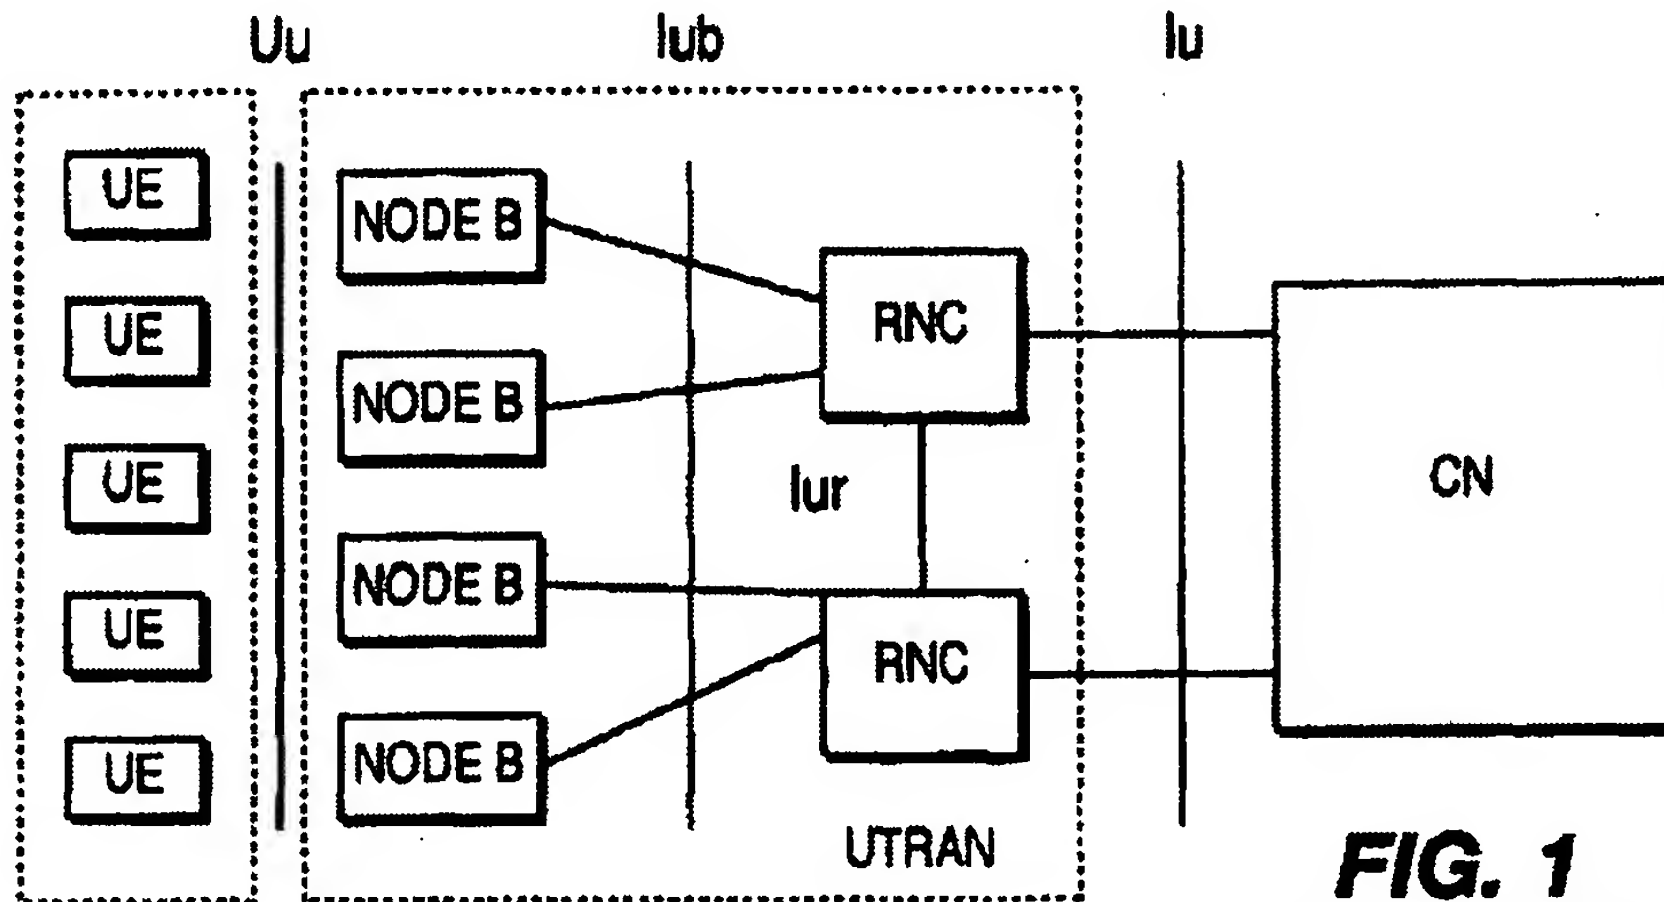 Uu
Iub
Iu
UE
UE
UE
UE
UE
NODE B
NODE B
NODE B
NODE B
RNC
Iur
RNC
UTRAN
CN
FIG. 1